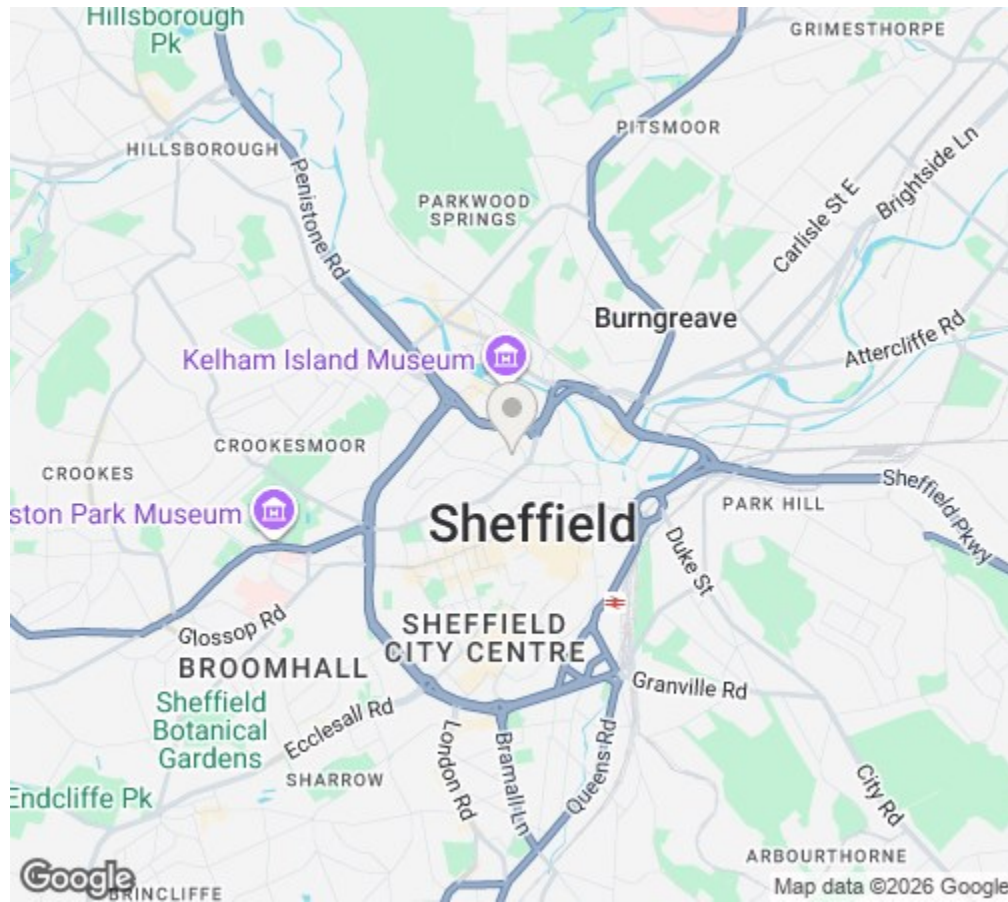 Hillsborough
Pk
GRIMESTHORPE
PITSMOOR
HILLSBOROUGH
Penistone Rd
PARKWOOD
SPRINGS
Carlisle St E
Brightside Ln
Burngreave
Attercliffe Rd
Kelham Island Museum
CROOKESMOOR
CROOKES
ston Park Museum
Sheffield
PARK HILL
Sheffield Pkwy
Duke St
Glossop Rd
SHEFFIELD
CITY CENTRE
BROOMHALL
Granville Rd
Sheffield
Botanical
Gardens
Ecclesall Rd
London Rd
Bramall Ln
Queens Rd
SHARROW
City Rd
Endcliffe Pk
ARBOURTHORNE
Google
BRINCLIFFE
Map data ©2026 Google